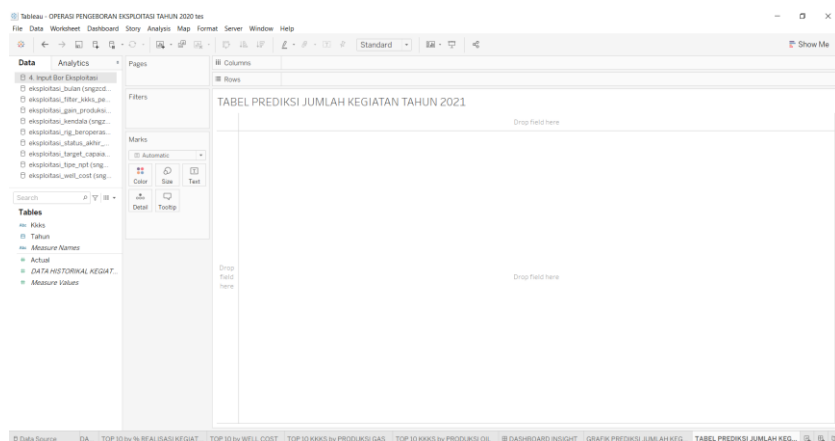 Tableau - OPERASI PENGEBORAN EKSPLOITASI TAHUN 2020 tes
File Data Worksheet Dashboard Story Analysis Map Format Server Window Help
Standard
Show Me
Data Analytics
Pages
Columns
Rows
4. Input Bor Eksploitasi
eksploitasi_bulan (sngzcd...
eksploitasi_filter_kkks_pe...
eksploitasi_gain_produksi...
eksploitasi_kendala (sngz...
eksploitasi_rig_beroperas...
eksploitasi_status_akhir_...
eksploitasi_target_capaia...
eksploitasi_tipe_npt (sng...
eksploitasi_well_cost (sng...
Search
Tables
Abc Kkks
Tahun
Abc Measure Names
Actual
DATA HISTORIKAL KEGIAT...
Measure Values
Filters
Marks
Automatic
Color Size Text
Detail Tooltip
TABEL PREDIKSI JUMLAH KEGIATAN TAHUN 2021
Drop field here
Drop
field
here
Drop field here
Data Source DA TOP 10 by % REALISASI KEGIAT... TOP 10 by WELL COST TOP 10 KKKS by PRODUKSI GAS TOP 10 KKKS by PRODUKSI OIL DASHBOARD INSIGHT GRAFIK PREDIKSI JUMLAH KEG... TABEL PREDIKSI JUMLAH KEG...